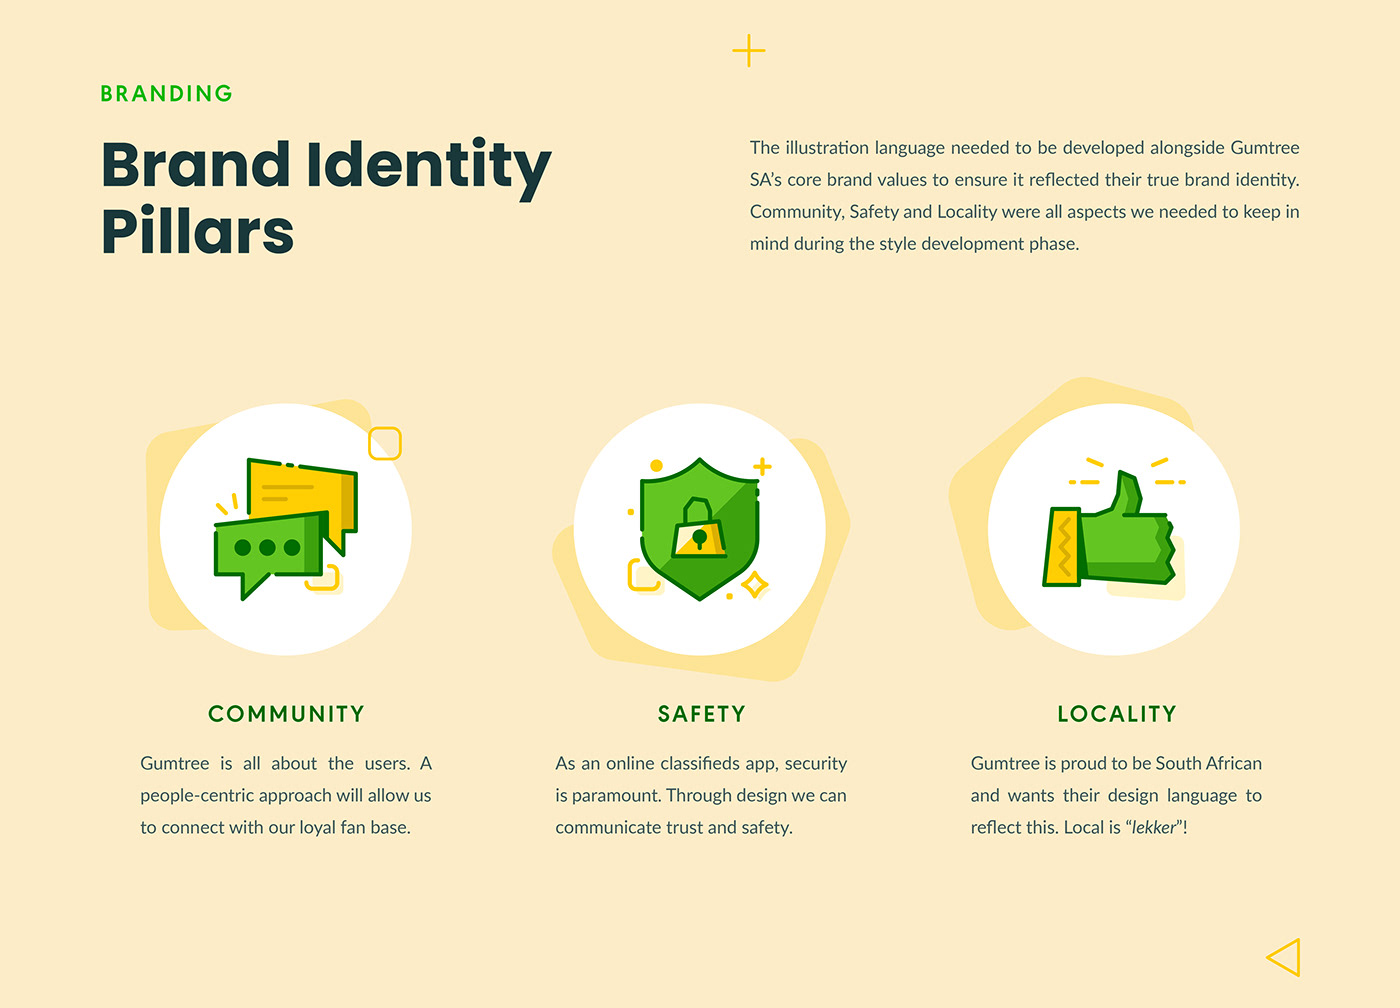 BRANDING
Brand Identity
Pillars
The illustration language needed to be developed alongside Gumtree
SA’s core brand values to ensure it reflected their true brand identity.
Community, Safety and Locality were all aspects we needed to keep in
mind during the style development phase.
COMMUNITY
Gumtree is all about the users. A
people-centric approach will allow us
to connect with our loyal fan base.
SAFETY
As an online classifieds app, security
is paramount. Through design we can
communicate trust and safety.
LOCALITY
Gumtree is proud to be South African
and wants their design language to
reflect this. Local is “lekker”!